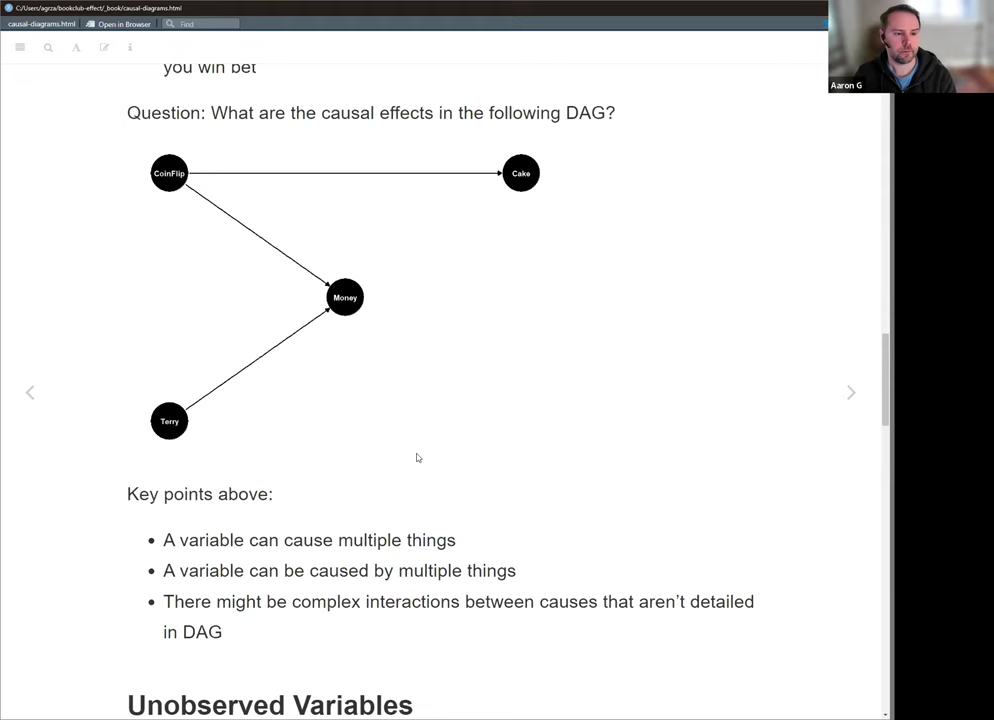 C:/Users/agrza/bookclub-effect/_book/causal-diagrams.html
causal-diagrams.html
Open in Browser
Find
Aaron G
you win bet
Question: What are the causal effects in the following DAG?
CoinFlip
Cake
Money
Terry
Key points above:
• A variable can cause multiple things
• A variable can be caused by multiple things
• There might be complex interactions between causes that aren't detailed
in DAG
Unobserved Variables